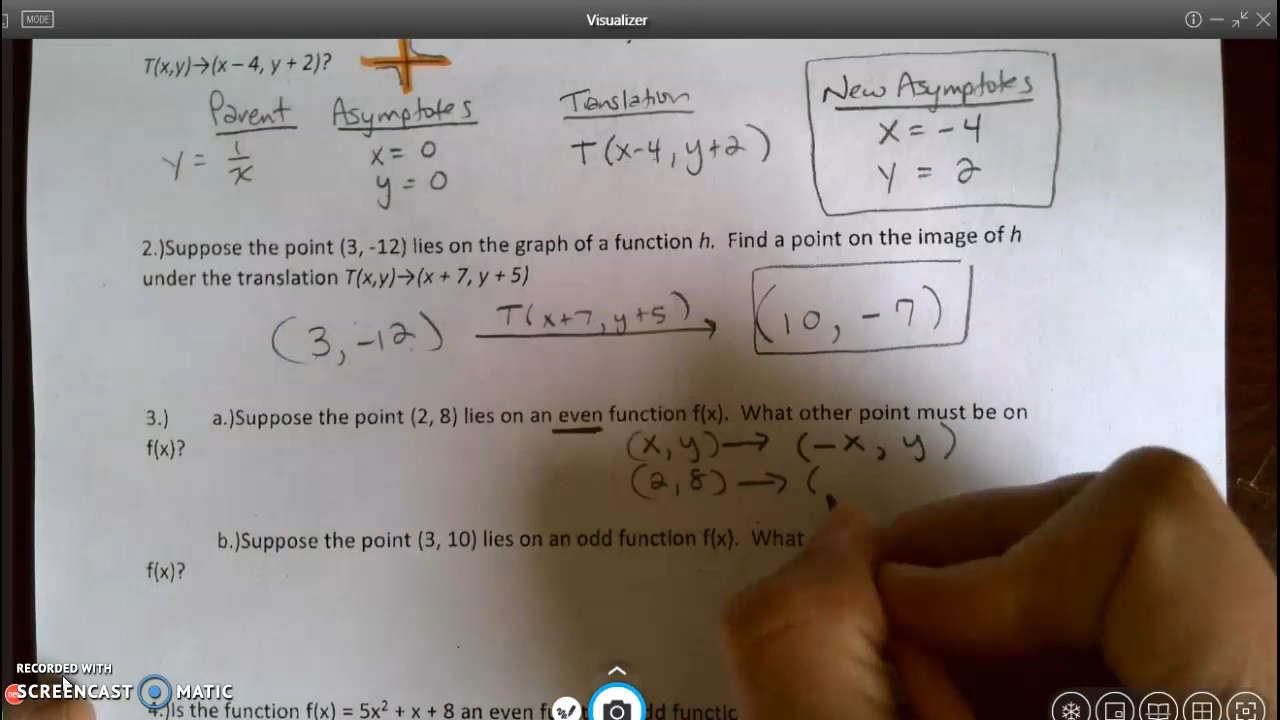 MODE
Visualizer
T(x,y)→(x – 4, y + 2)?
Parent Asymptotes Translation New Asymptotes
y = 1/x x = 0 T(x-4, y+2) x = -4
y = 0 y = 2
2.)Suppose the point (3, -12) lies on the graph of a function h. Find a point on the image of h
under the translation T(x,y)→(x + 7, y + 5)
(3, -12) T(x+7, y+5) (10, -7)
3.) a.)Suppose the point (2, 8) lies on an even function f(x). What other point must be on
f(x)?
(x, y) → (-x, y)
(2, 8) → (
b.)Suppose the point (3, 10) lies on an odd function f(x). What
f(x)?
RECORDED WITH
SCREENCAST MATIC
4.)Is the function f(x) = 5x² + x + 8 an even